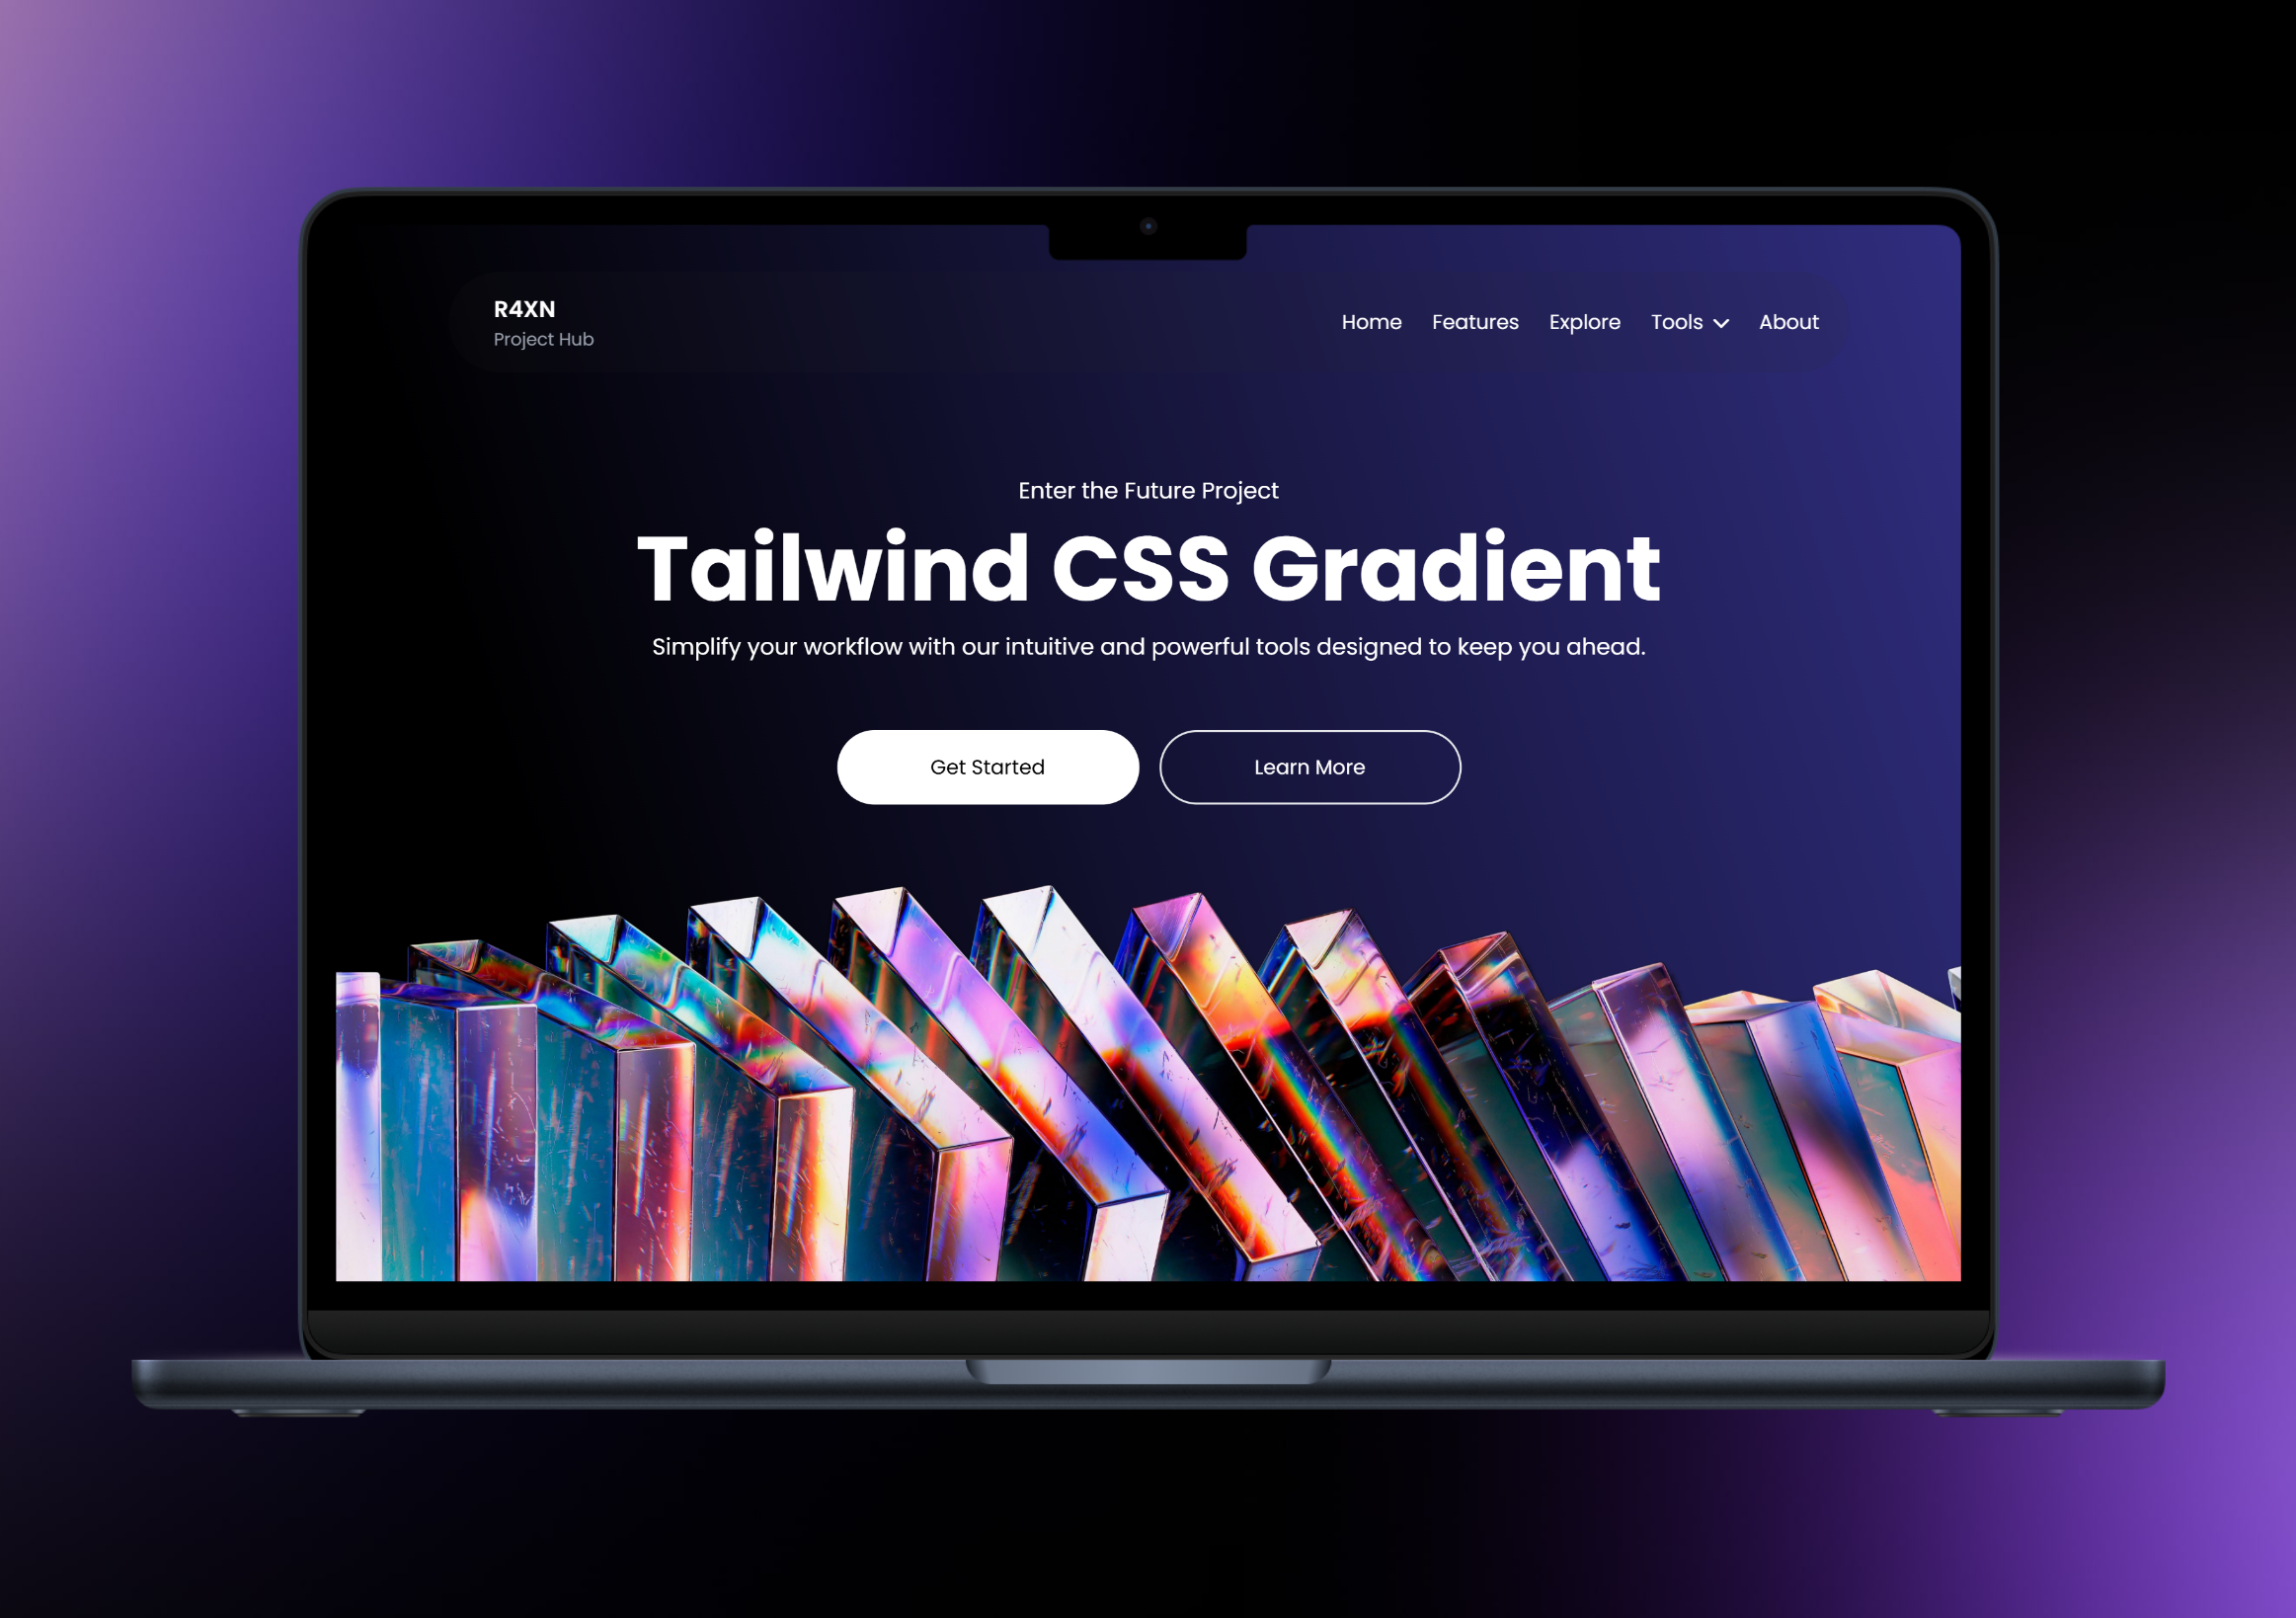 R4XN
Project Hub
Home Features Explore Tools About
Enter the Future Project
Tailwind CSS Gradient
Simplify your workflow with our intuitive and powerful tools designed to keep you ahead.
Get Started Learn More